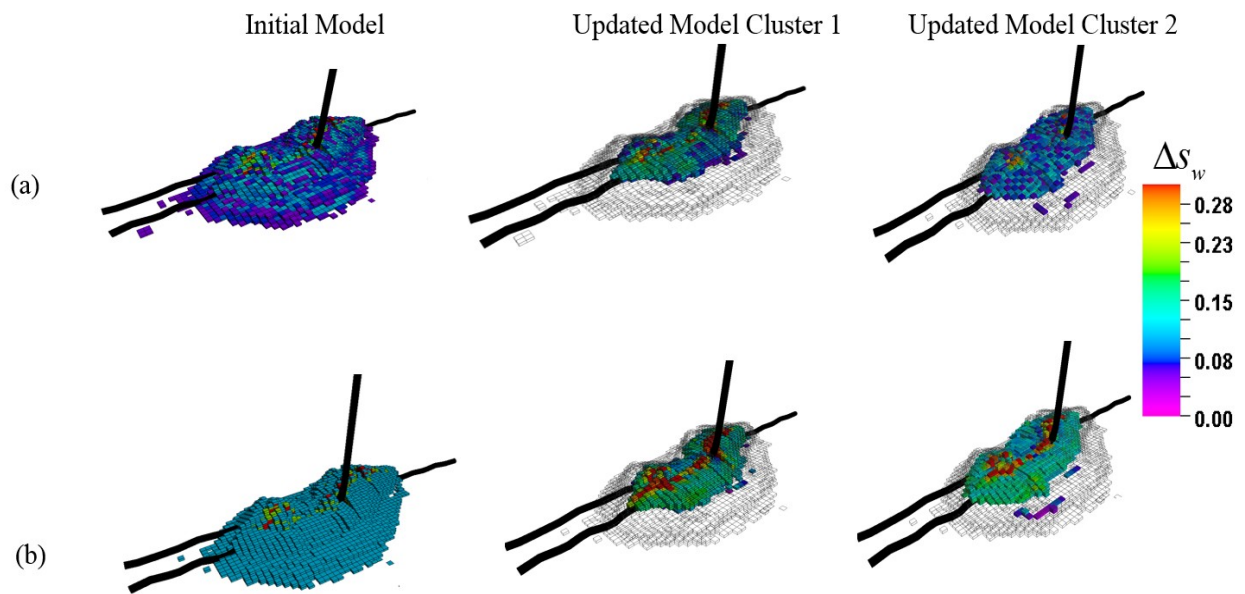 Initial Model
Updated Model Cluster 1
Updated Model Cluster 2
(a)
Δs_w
0.28
0.23
0.15
0.08
0.00
(b)